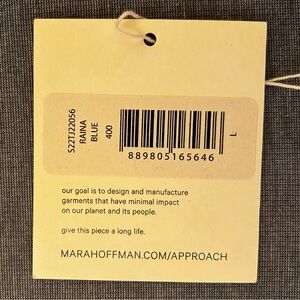 S22TJ22056
RAINA
BLUE
400
L
889805165646
our goal is to design and manufacture
garments that have minimal impact
on our planet and its people.
give this piece a long life.
MARAHOFFMAN.COM/APPROACH